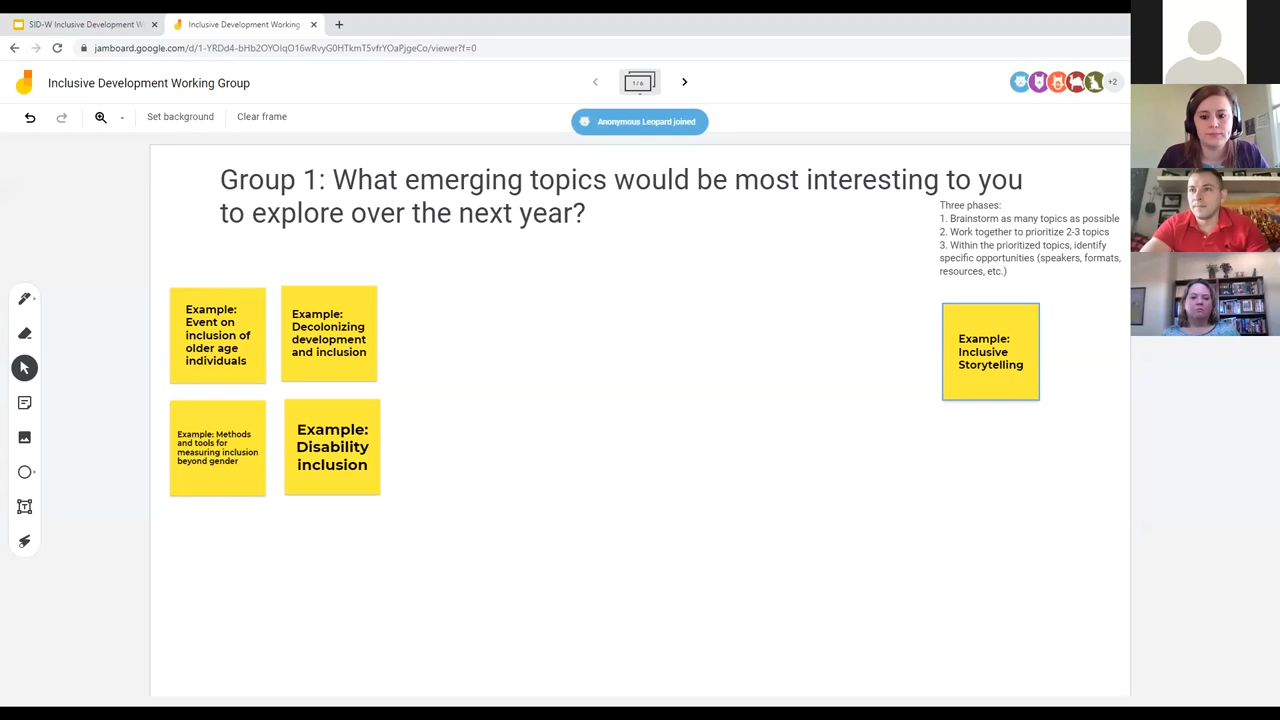 SID-W Inclusive Development W
Inclusive Development Working
jamboard.google.com/d/1-YRDd4-bHb2OYOIqO16wRvyG0HTkmT5vfrYOaPjgeCo/viewer?f=0
Inclusive Development Working Group
1/6
+2
Set background
Clear frame
Anonymous Leopard joined
Group 1: What emerging topics would be most interesting to you
to explore over the next year?
Three phases:
1. Brainstorm as many topics as possible
2. Work together to prioritize 2-3 topics
3. Within the prioritized topics, identify
specific opportunities (speakers, formats,
resources, etc.)
Example:
Event on
inclusion of
older age
individuals
Example:
Decolonizing
development
and inclusion
Example:
Inclusive
Storytelling
Example: Methods
and tools for
measuring inclusion
beyond gender
Example:
Disability
inclusion